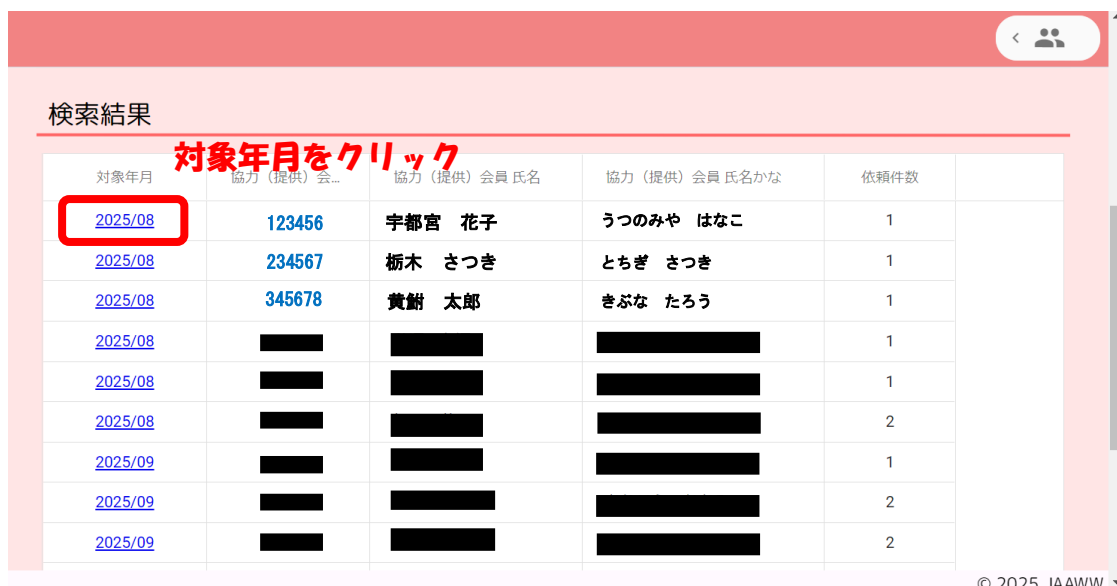 検索結果
対象年月をクリック
対象年月 協力（提供）会... 協力（提供）会員 氏名 協力（提供）会員 氏名かな 依頼件数
2025/08 123456 宇都宮 花子 うつのみや はなこ 1
2025/08 234567 栃木 さつき とちぎ さつき 1
2025/08 345678 黄鮒 太郎 きぶな たろう 1
2025/08 1
2025/08 1
2025/08 2
2025/09 1
2025/09 2
2025/09 2
© 2025 JAAWW